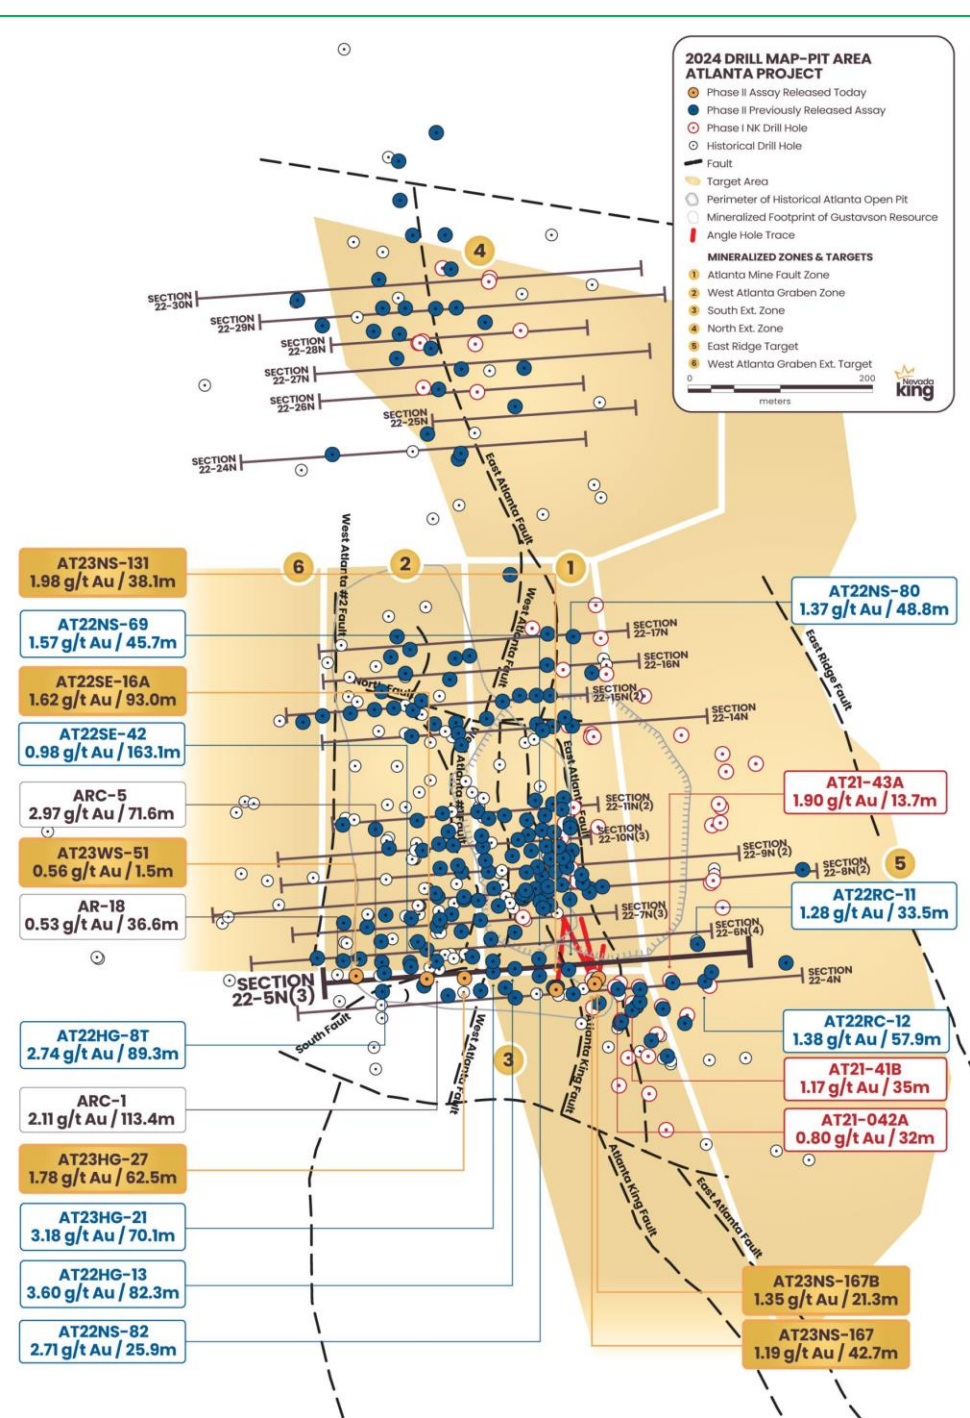 2024 DRILL MAP-PIT AREA
ATLANTA PROJECT
Phase II Assay Released Today
Phase II Previously Released Assay
Phase I NK Drill Hole
Historical Drill Hole
Fault
Target Area
Perimeter of Historical Atlanta Open Pit
Mineralized Footprint of Gustavson Resource
Angle Hole Trace
MINERALIZED ZONES & TARGETS
1 Atlanta Mine Fault Zone
2 West Atlanta Graben Zone
3 South Ext. Zone
4 North Ext. Zone
5 East Ridge Target
6 West Atlanta Graben Ext. Target
0 200
meters
Nevada
king
4
SECTION
22-30N
SECTION
22-29N
SECTION
22-28N
SECTION
22-27N
SECTION
22-26N
SECTION
22-25N
SECTION
22-24N
East Atlanta Fault
West Atlanta #2 Fault
West Atlanta Fault
6
2
1
AT23NS-131
1.98 g/t Au / 38.1m
AT22NS-69
1.57 g/t Au / 45.7m
AT22SE-16A
1.62 g/t Au / 93.0m
AT22SE-42
0.98 g/t Au / 163.1m
ARC-5
2.97 g/t Au / 71.6m
AT23WS-51
0.56 g/t Au / 1.5m
AR-18
0.53 g/t Au / 36.6m
AT22HG-8T
2.74 g/t Au / 89.3m
ARC-1
2.11 g/t Au / 113.4m
AT23HG-27
1.78 g/t Au / 62.5m
AT23HG-21
3.18 g/t Au / 70.1m
AT22HG-13
3.60 g/t Au / 82.3m
AT22NS-82
2.71 g/t Au / 25.9m
AT22NS-80
1.37 g/t Au / 48.8m
East Ridge Fault
SECTION
22-17N
SECTION
22-16N
SECTION
22-15N(2)
SECTION
22-14N
North Fault
East Atlanta Fault
SECTION
22-11N(2)
SECTION
22-10N(3)
SECTION
22-9N (2)
SECTION
22-8N(2)
5
SECTION
22-7N(3)
SECTION
22-6N(4)
SECTION
22-5N(3)
SECTION
22-4N
AT21-43A
1.90 g/t Au / 13.7m
AT22RC-11
1.28 g/t Au / 33.5m
AT22RC-12
1.38 g/t Au / 57.9m
AT21-41B
1.17 g/t Au / 35m
AT21-042A
0.80 g/t Au / 32m
South Fault
West Atlanta Fault
3
Atlanta King Fault
Atlanta King Fault
East Atlanta Fault
AT23NS-167B
1.35 g/t Au / 21.3m
AT23NS-167
1.19 g/t Au / 42.7m